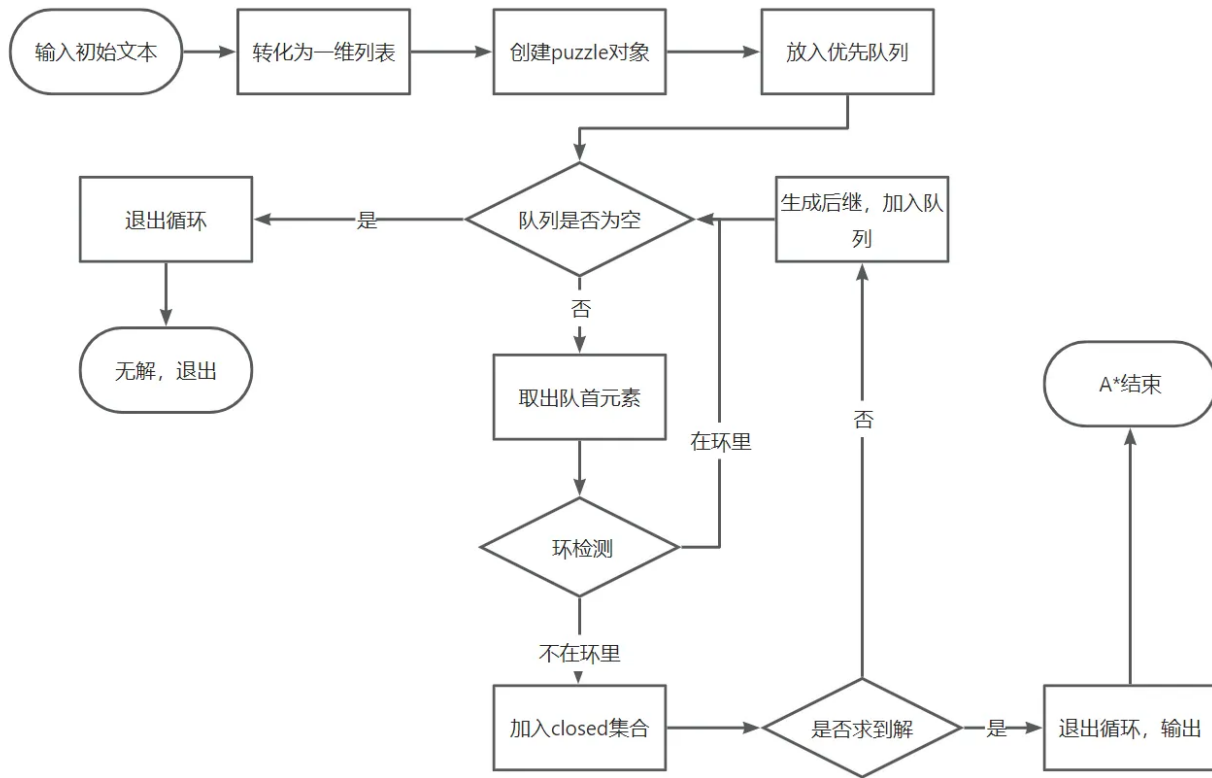 输入初始文本
转化为一维列表
创建puzzle对象
放入优先队列
退出循环
是
队列是否为空
生成后继，加入队
列
否
无解，退出
取出队首元素
在环里
否
A*结束
环检测
不在环里
加入closed集合
是否求到解
是
退出循环，输出